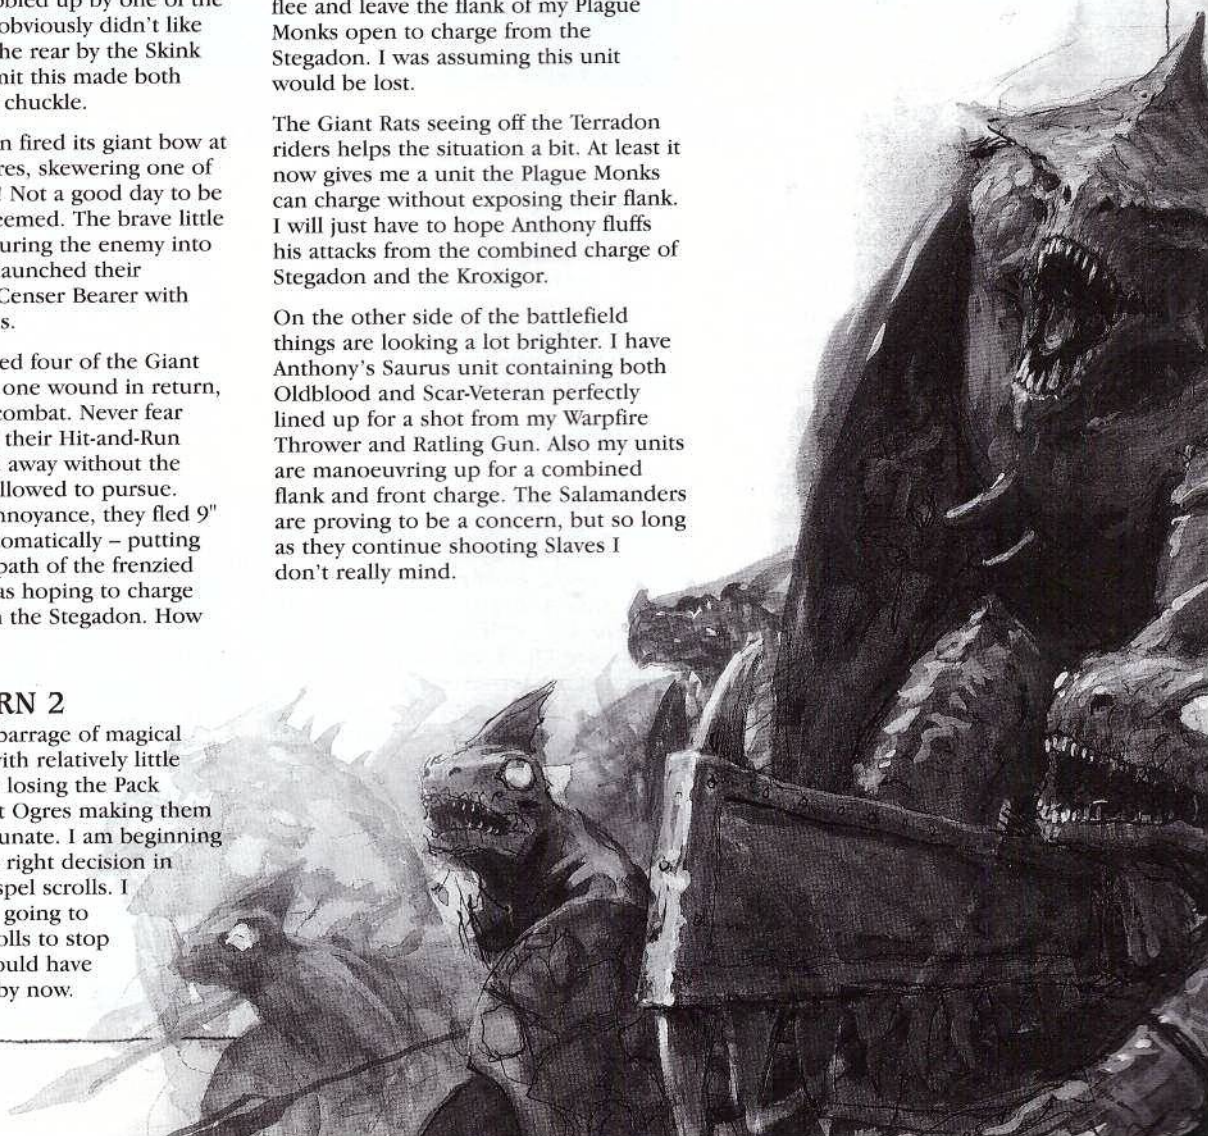 obviously didn't like
he rear by the Skink
nit this made both
chuckle.
n fired its giant bow at
res, skewering one of
! Not a good day to be
eemed. The brave little
uring the enemy into
aunched their
Censer Bearer with
s.
ed four of the Giant
one wound in return,
combat. Never fear
their Hit-and-Run
away without the
llowed to pursue.
nnoyance, they fled 9"
omatically – putting
path of the frenzied
as hoping to charge
the Stegadon. How
RN 2
barrage of magical
vith relatively little
losing the Pack
t Ogres making them
unate. I am beginning
right decision in
spel scrolls. I
going to
olls to stop
ould have
by now.
flee and leave the flank of my Plague
Monks open to charge from the
Stegadon. I was assuming this unit
would be lost.
The Giant Rats seeing off the Terradon
riders helps the situation a bit. At least it
now gives me a unit the Plague Monks
can charge without exposing their flank.
I will just have to hope Anthony fluffs
his attacks from the combined charge of
Stegadon and the Kroxigor.
On the other side of the battlefield
things are looking a lot brighter. I have
Anthony's Saurus unit containing both
Oldblood and Scar-Veteran perfectly
lined up for a shot from my Warpfire
Thrower and Ratling Gun. Also my units
are manoeuvring up for a combined
flank and front charge. The Salamanders
are proving to be a concern, but so long
as they continue shooting Slaves I
don't really mind.